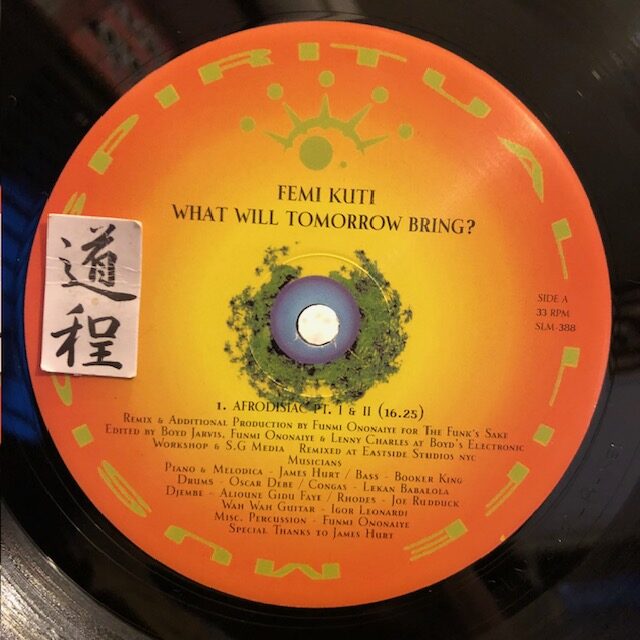 SPIRITUAL LIFE MUSIC
FEMI KUTI
WHAT WILL TOMORROW BRING?
道程
SIDE A
33 RPM
SLM-388
1. AFRODISIAC PT. I & II (16.25)
REMIX & ADDITIONAL PRODUCTION BY FUNMI ONONAIYE FOR THE FUNK'S SAKE
EDITED BY BOYD JARVIS, FUNMI ONONAIYE & LENNY CHARLES AT BOYD'S ELECTRONIC
WORKSHOP & S.G MEDIA REMIXED AT EASTSIDE STUDIOS NYC
MUSICIANS
PIANO & MELODICA - JAMES HURT / BASS - BOOKER KING
DRUMS - OSCAR DEBE / CONGAS - LEKAN BABAROLA
DJEMBE - ALIOUNE GIDU FAYE / RHODES - JOE RUDDUCK
WAH WAH GUITAR - IGOR LEONARDI
MISC. PERCUSSION - FUNMI ONONAIYE
SPECIAL THANKS TO JAMES HURT